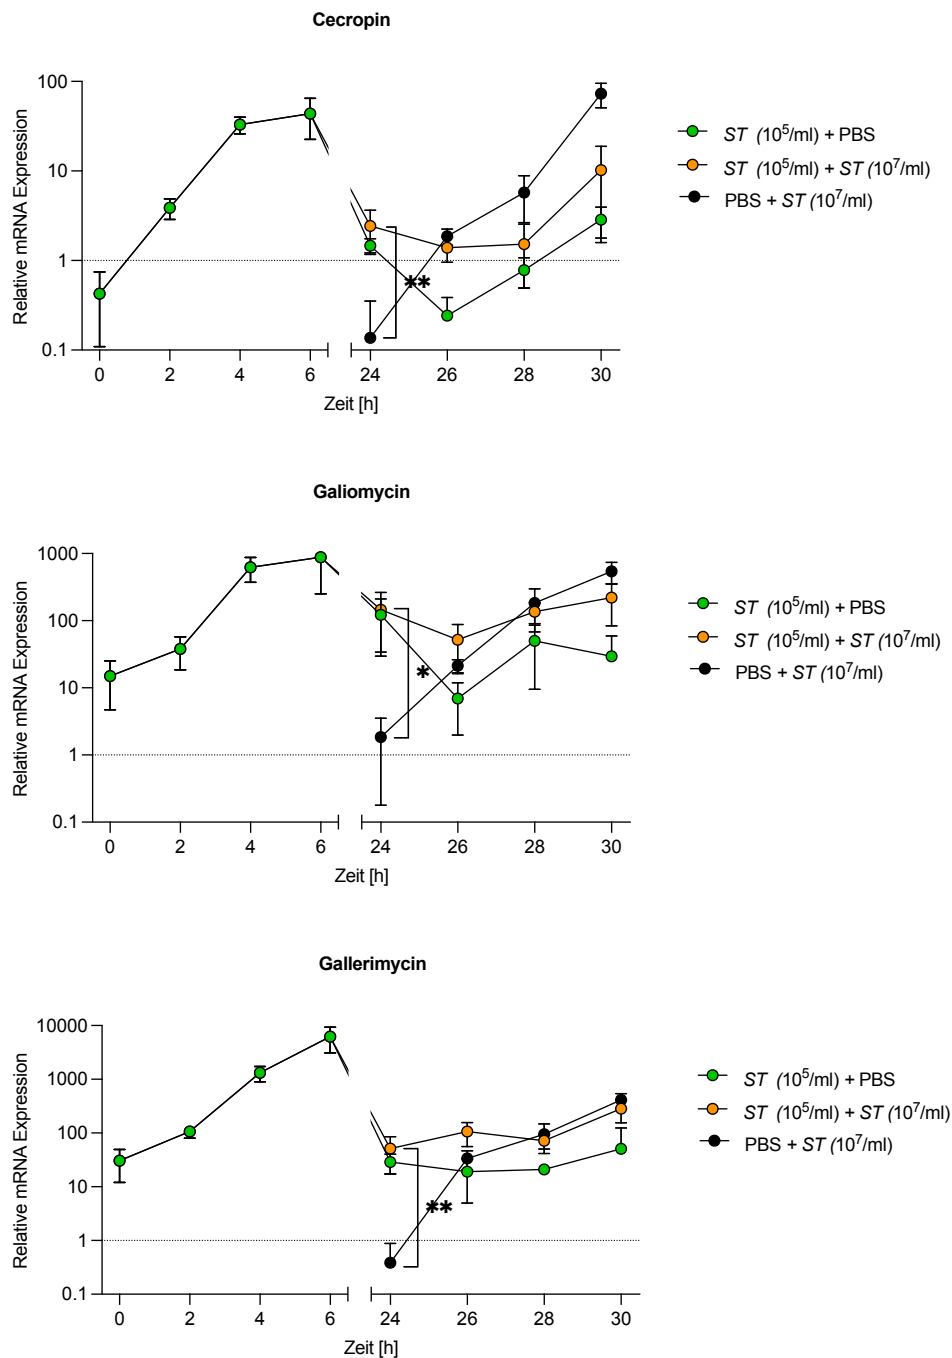 Cecropin
Relative mRNA Expression
100
10
1
0.1
0 2 4 6 24 26 28 30
Zeit [h]
**
ST (10⁵/ml) + PBS
ST (10⁵/ml) + ST (10⁷/ml)
PBS + ST (10⁷/ml)
Galiomycin
Relative mRNA Expression
1000
100
10
1
0.1
0 2 4 6 24 26 28 30
Zeit [h]
*
ST (10⁵/ml) + PBS
ST (10⁵/ml) + ST (10⁷/ml)
PBS + ST (10⁷/ml)
Gallerimycin
Relative mRNA Expression
10000
1000
100
10
1
0.1
0 2 4 6 24 26 28 30
Zeit [h]
**
ST (10⁵/ml) + PBS
ST (10⁵/ml) + ST (10⁷/ml)
PBS + ST (10⁷/ml)